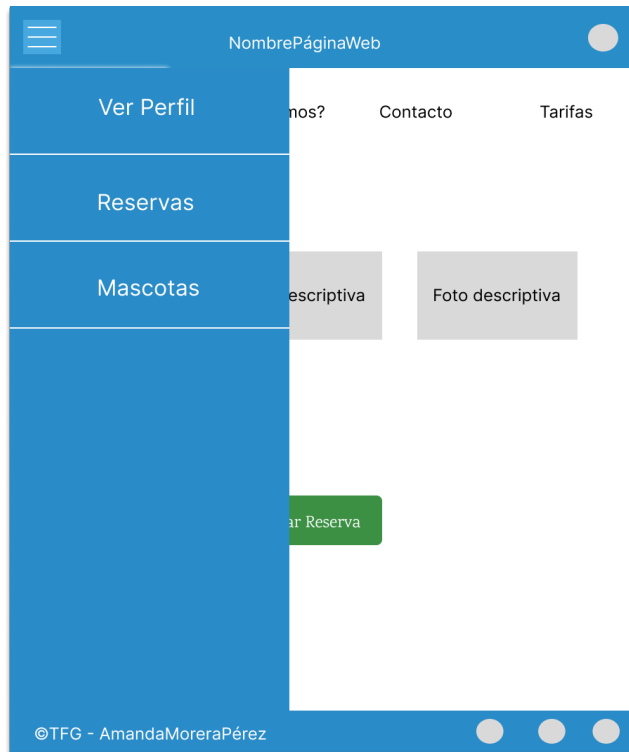 NombrePáginaWeb
Ver Perfil
mos? Contacto Tarifas
Reservas
Mascotas
escriptiva Foto descriptiva
ar Reserva
©TFG - AmandaMoreraPérez